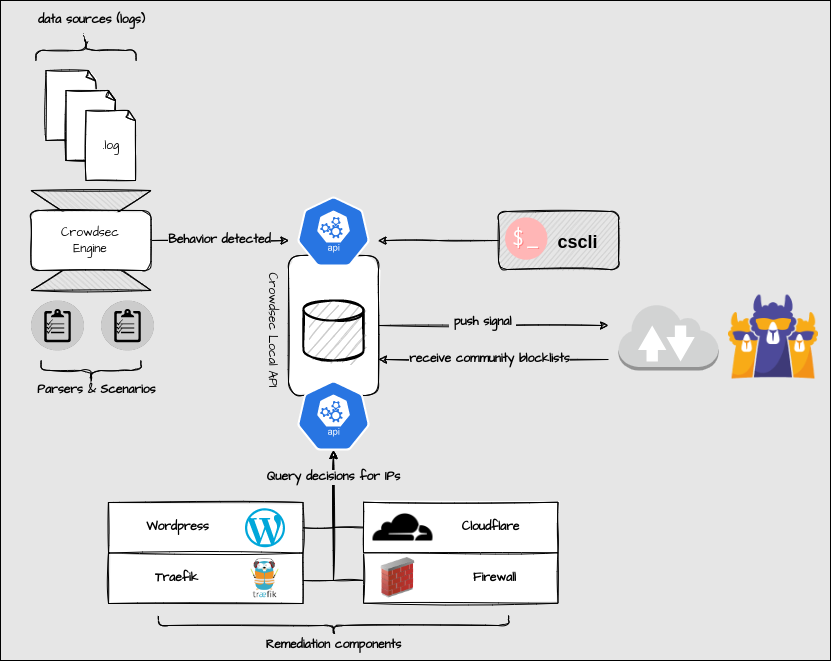 data sources (logs)
.log
Crowdsec
Engine
Parsers & Scenarios
Behavior detected
api
$_ cscli
Crowdsec Local API
push signal
receive community blocklists
api
Query decisions for IPs
Wordpress
Cloudflare
Traefik
træfik
Firewall
Remediation components